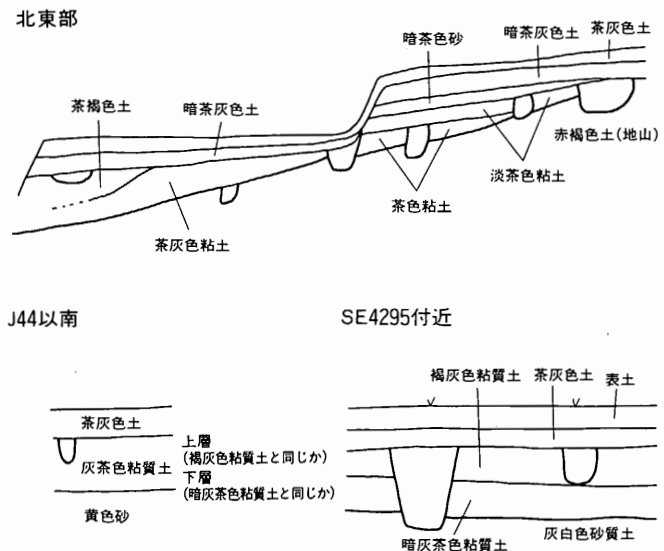 北東部
暗茶色砂
暗茶灰色土
茶灰色土
茶褐色土
暗茶灰色土
赤褐色土(地山)
淡茶色粘土
茶色粘土
茶灰色粘土
J44以南
茶灰色土
上層
(褐灰色粘質土と同じか)
灰茶色粘質土
下層
(暗灰茶色粘質土と同じか)
黄色砂
SE4295付近
褐灰色粘質土
茶灰色土
表土
灰白色砂質土
暗灰茶色粘質土